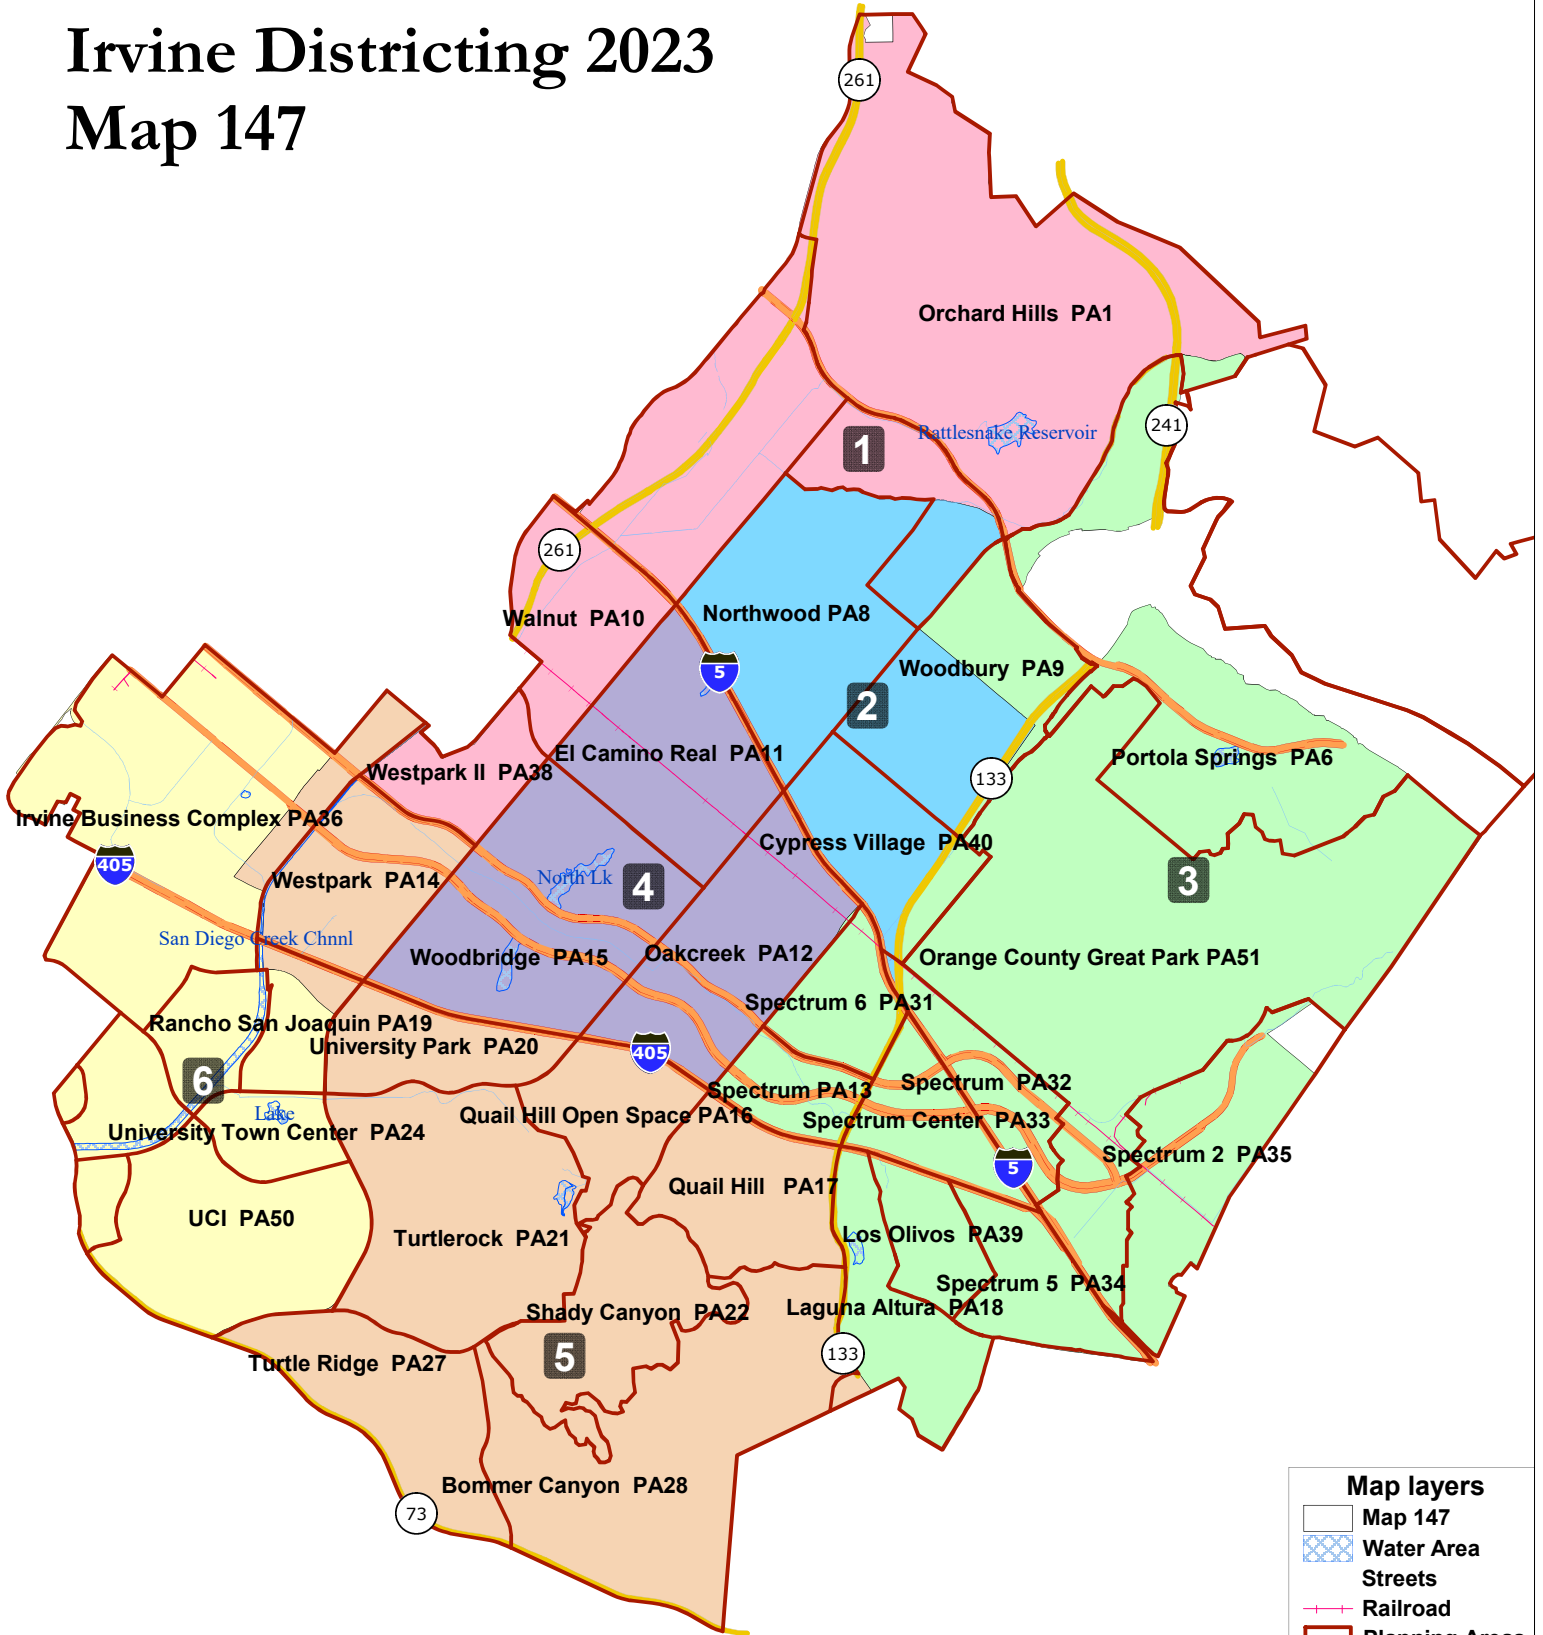 Irvine Districting 2023
Map 147
261
Orchard Hills PA1
241
Rattlesnake Reservoir
1
261
Walnut PA10
Northwood PA8
5
Woodbury PA9
2
El Camino Real PA11
Portola Springs PA6
Westpark II PA38
133
Irvine Business Complex PA36
Cypress Village PA40
405
Westpark PA14
North Lk
4
3
San Diego Creek Chnnl
Woodbridge PA15
Oakcreek PA12
Orange County Great Park PA51
Spectrum 6 PA31
Rancho San Joaquin PA19
University Park PA20
405
6
Spectrum PA13
Spectrum PA32
Lake
Quail Hill Open Space PA16
Spectrum Center PA33
University Town Center PA24
Spectrum 2 PA35
5
Quail Hill PA17
UCI PA50
Turtlerock PA21
Los Olivos PA39
Spectrum 5 PA34
Shady Canyon PA22
Laguna Altura PA18
5
133
Turtle Ridge PA27
Bommer Canyon PA28
73
Map layers
Map 147
Water Area
Streets
Railroad
Planning Areas